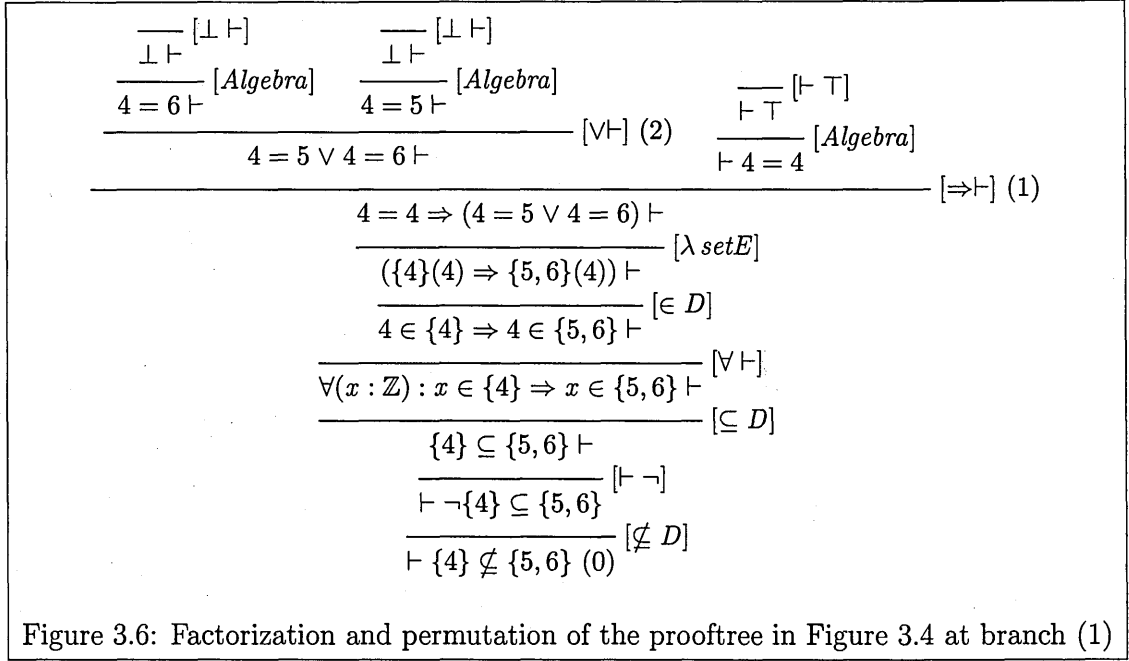 [⊥ ⊢] [⊥ ⊢]
⊥ ⊢ ⊥ ⊢ [⊢ ⊤]
[Algebra] [Algebra] ⊢ ⊤
4 = 6 ⊢ 4 = 5 ⊢ [Algebra]
[∨⊢] (2) ⊢ 4 = 4
4 = 5 ∨ 4 = 6 ⊢
[⇒⊢] (1)
4 = 4 ⇒ (4 = 5 ∨ 4 = 6) ⊢
[λ setE]
({4}(4) ⇒ {5, 6}(4)) ⊢
[∈ D]
4 ∈ {4} ⇒ 4 ∈ {5, 6} ⊢
[∀ ⊢]
∀(x : ℤ) : x ∈ {4} ⇒ x ∈ {5, 6} ⊢
[⊆ D]
{4} ⊆ {5, 6} ⊢
[⊢ ¬]
⊢ ¬{4} ⊆ {5, 6}
[⊈ D]
⊢ {4} ⊈ {5, 6} (0)
Figure 3.6: Factorization and permutation of the prooftree in Figure 3.4 at branch (1)